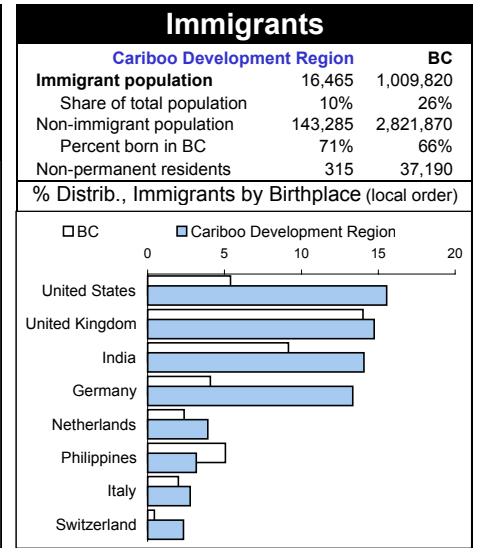 Immigrants
Cariboo Development Region BC
Immigrant population 16,465 1,009,820
Share of total population 10% 26%
Non-immigrant population 143,285 2,821,870
Percent born in BC 71% 66%
Non-permanent residents 315 37,190
% Distrib., Immigrants by Birthplace (local order)
BC Cariboo Development Region
0 5 10 15 20
United States
United Kingdom
India
Germany
Netherlands
Philippines
Italy
Switzerland